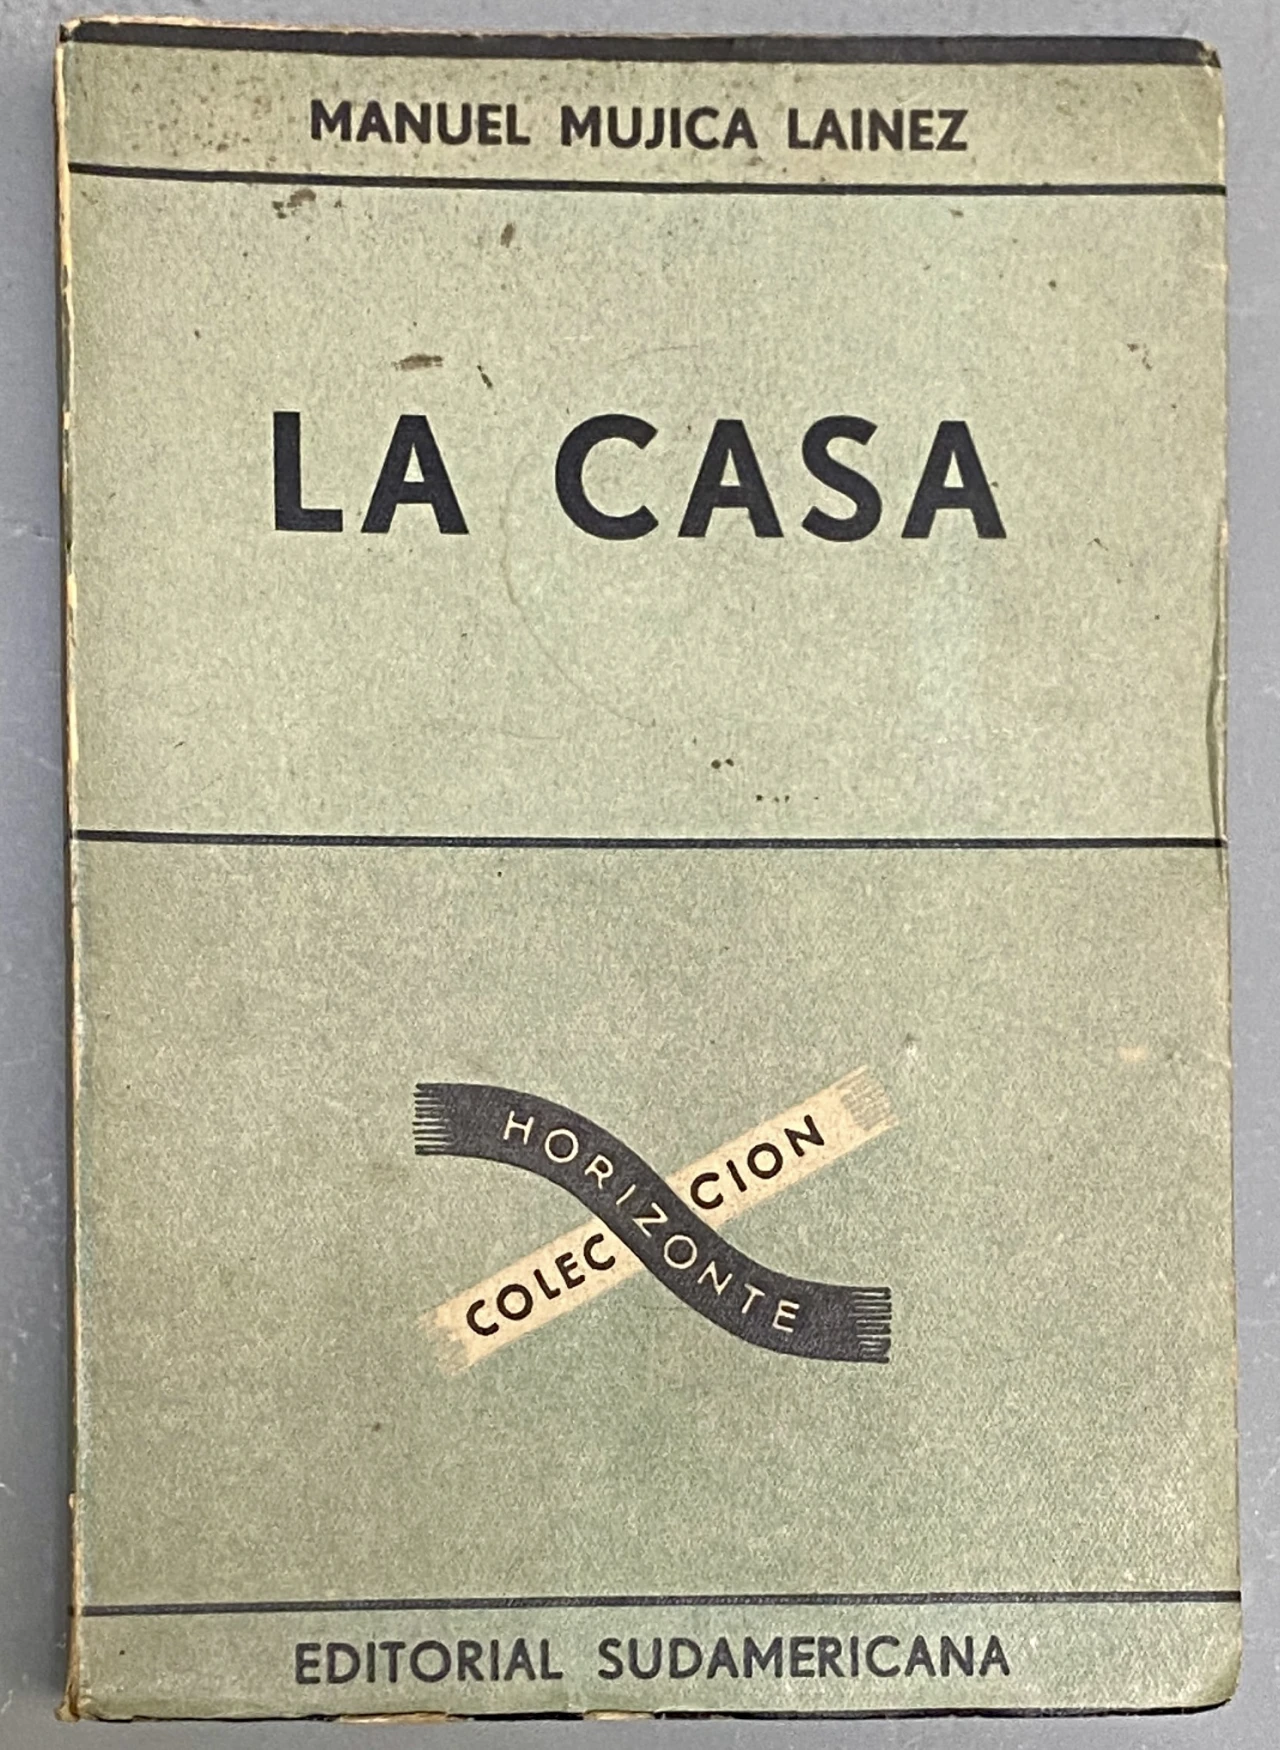 MANUEL MUJICA LAINEZ
LA CASA
HORIZONTE
COLECCION
EDITORIAL SUDAMERICANA